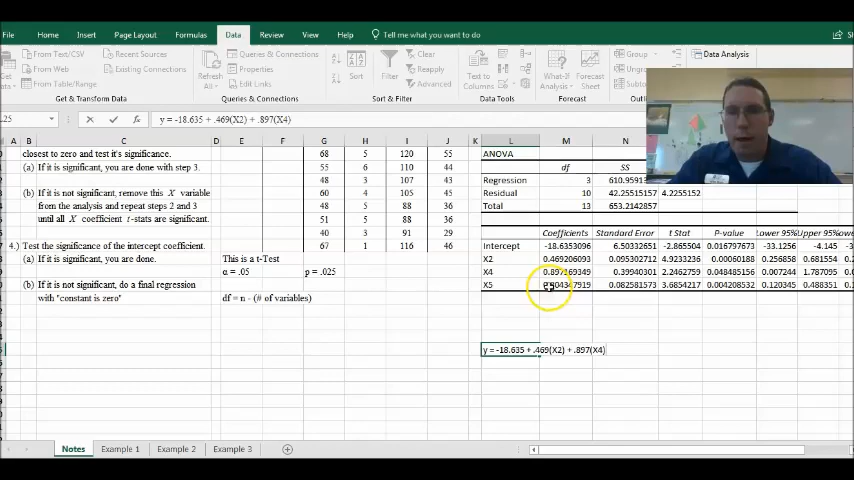 File Insert Page Layout Formulas Data Review View Help Tell me what you want to do
From Text/CSV Recent Sources Queries & Connections Clear Group Data Analysis
From Web Existing Connections Properties Reapply
From Table/Range Refresh All Edit Links Sort Filter Advanced Text to Columns What-If Analysis Forecast Sheet
Get & Transform Data Queries & Connections Sort & Filter Data Tools Forecast
y = -18.635 + .469(X2) + .897(X4)
A B C D E F G H I J L M N
closest to zero and test it's significance. 68 5 120 55 ANOVA
(a) If it is significant, you are done with step 3. 55 6 110 44 df SS
48 3 107 43 Regression 3
(b) If it is not significant, remove this X variable 60 4 105 45 Residual 10 42.25515157 4.2255152
from the analysis and repeat steps 2 and 3 48 5 88 36 Total 13 653.2142857
until all X coefficient t-stats are significant. 51 5 88 36
40 3 91 29 Coefficients Standard Error t Stat P-value Lower 95% Upper 95%
4.) Test the significance of the intercept coefficient. 67 1 116 46 Intercept -18.6353096 6.50332651 -2.865504 0.016797673 -33.1256 -4.145
(a) If it is significant, you are done. This is a t-Test X2 0.469206093 0.095302712 4.9233236 0.00060188 0.256858
α = .05 p = .025 X4 0.39940301 2.2462759 0.048485156 0.007244 1.787095
(b) If it is not significant, do a final regression X5 0.082581573 3.6854217 0.004208532 0.120345 0.488351
with "constant is zero" df = n - (# of variables)
y = -18.635 + .469(X2) + .897(X4)
Notes Example 1 Example 2 Example 3